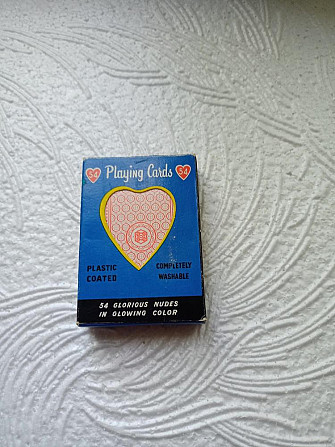 54 Playing Cards 54
PLASTIC COMPLETELY
COATED WASHABLE
54 GLORIOUS NUDES
IN GLOWING COLOR